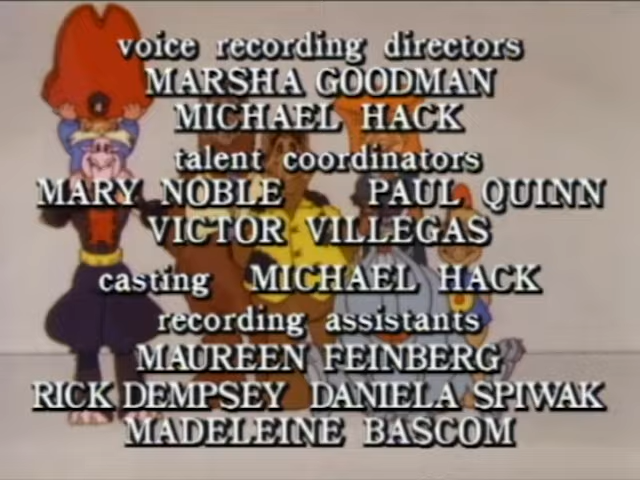 voice recording directors
MARSHA GOODMAN
MICHAEL HACK
talent coordinators
MARY NOBLE PAUL QUINN
VICTOR VILLEGAS
casting MICHAEL HACK
recording assistants
MAUREEN FEINBERG
RICK DEMPSEY DANIELA SPIWAK
MADELEINE BASCOM